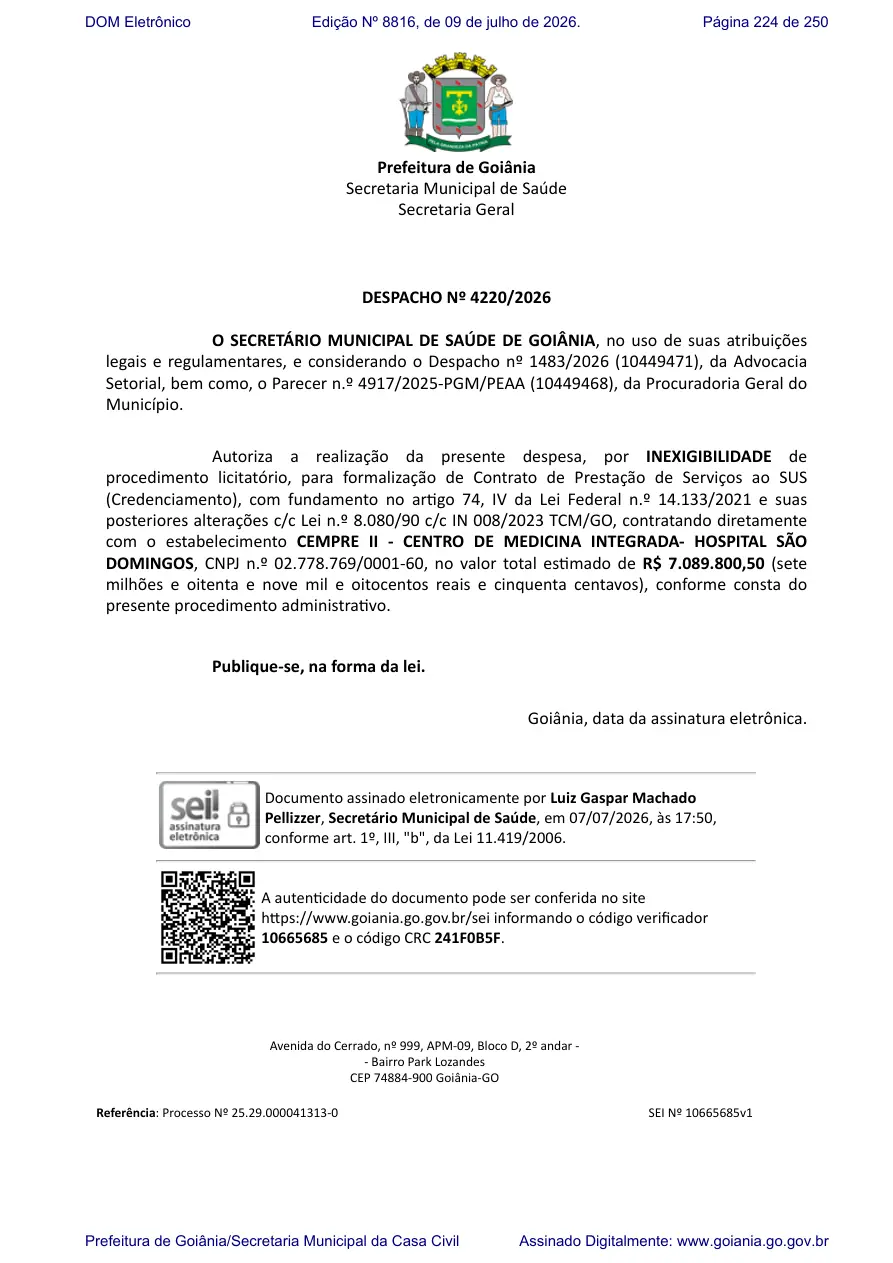 DOM Eletrônico Edição Nº 8816, de 09 de julho de 2026. Página 224 de 250
PELA GRANDEZA DA PÁTRIA
Prefeitura de Goiânia
Secretaria Municipal de Saúde
Secretaria Geral
DESPACHO Nº 4220/2026
O SECRETÁRIO MUNICIPAL DE SAÚDE DE GOIÂNIA, no uso de suas atribuições
legais e regulamentares, e considerando o Despacho nº 1483/2026 (10449471), da Advocacia
Setorial, bem como, o Parecer n.º 4917/2025-PGM/PEAA (10449468), da Procuradoria Geral do
Município.
Autoriza a realização da presente despesa, por INEXIGIBILIDADE de
procedimento licitatório, para formalização de Contrato de Prestação de Serviços ao SUS
(Credenciamento), com fundamento no artigo 74, IV da Lei Federal n.º 14.133/2021 e suas
posteriores alterações c/c Lei n.º 8.080/90 c/c IN 008/2023 TCM/GO, contratando diretamente
com o estabelecimento CEMPRE II - CENTRO DE MEDICINA INTEGRADA- HOSPITAL SÃO
DOMINGOS, CNPJ n.º 02.778.769/0001-60, no valor total estimado de R$ 7.089.800,50 (sete
milhões e oitenta e nove mil e oitocentos reais e cinquenta centavos), conforme consta do
presente procedimento administrativo.
Publique-se, na forma da lei.
Goiânia, data da assinatura eletrônica.
sei!
assinatura
eletrônica
Documento assinado eletronicamente por Luiz Gaspar Machado
Pellizzer, Secretário Municipal de Saúde, em 07/07/2026, às 17:50,
conforme art. 1º, III, "b", da Lei 11.419/2006.
A autenticidade do documento pode ser conferida no site
https://www.goiania.go.gov.br/sei informando o código verificador
10665685 e o código CRC 241F0B5F.
Avenida do Cerrado, nº 999, APM-09, Bloco D, 2º andar -
- Bairro Park Lozandes
CEP 74884-900 Goiânia-GO
Referência: Processo Nº 25.29.000041313-0 SEI Nº 10665685v1
Prefeitura de Goiânia/Secretaria Municipal da Casa Civil Assinado Digitalmente: www.goiania.go.gov.br